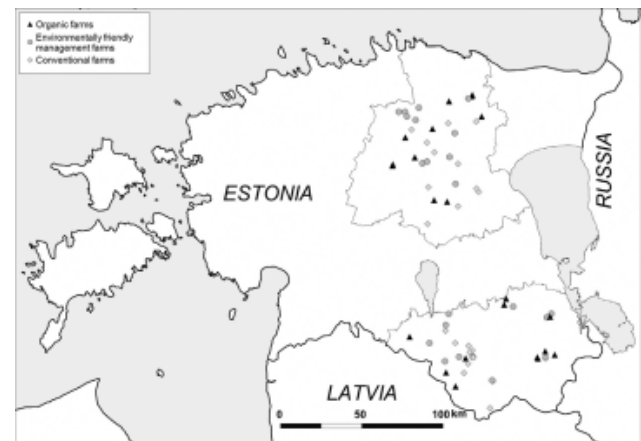 Organic farms
Environmentally friendly
management farms
Conventional farms
ESTONIA
RUSSIA
LATVIA
0 50 100 km